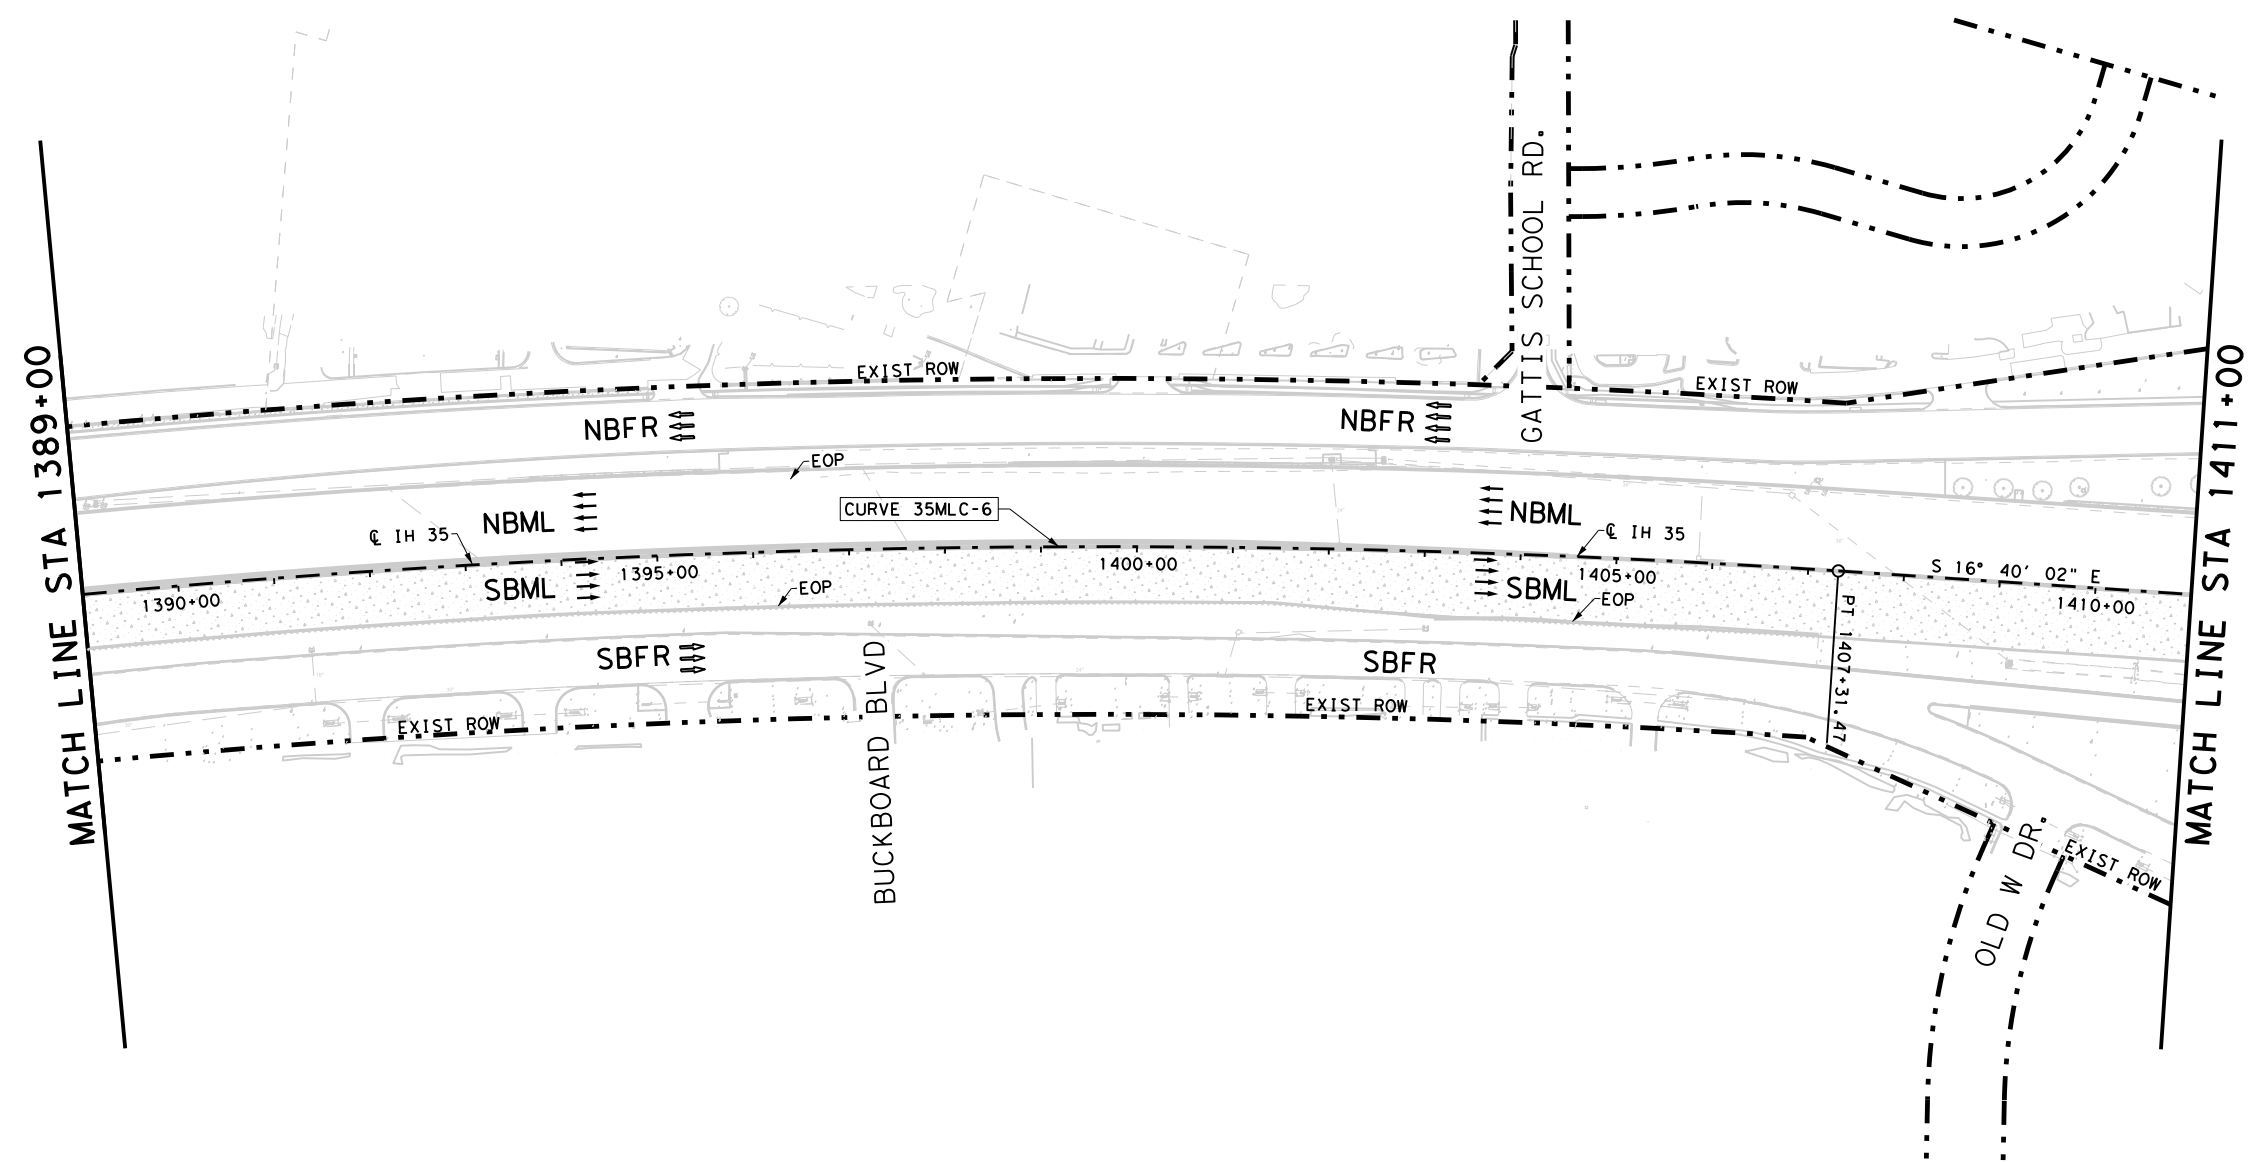 GATTIS SCHOOL RD.
MATCH LINE STA 1389+00
MATCH LINE STA 1411+00
EXIST ROW
EXIST ROW
NBFR
NBFR
EOP
CURVE 35MLC-6
NBML
NBML
℄ IH 35
℄ IH 35
1390+00
1395+00
1400+00
1405+00
1410+00
S 16° 40' 02" E
SBML
SBML
EOP
EOP
PT 1407+31.47
SBFR
SBFR
EXIST ROW
EXIST ROW
BUCKBOARD BLVD
OLD W DR.
EXIST ROW